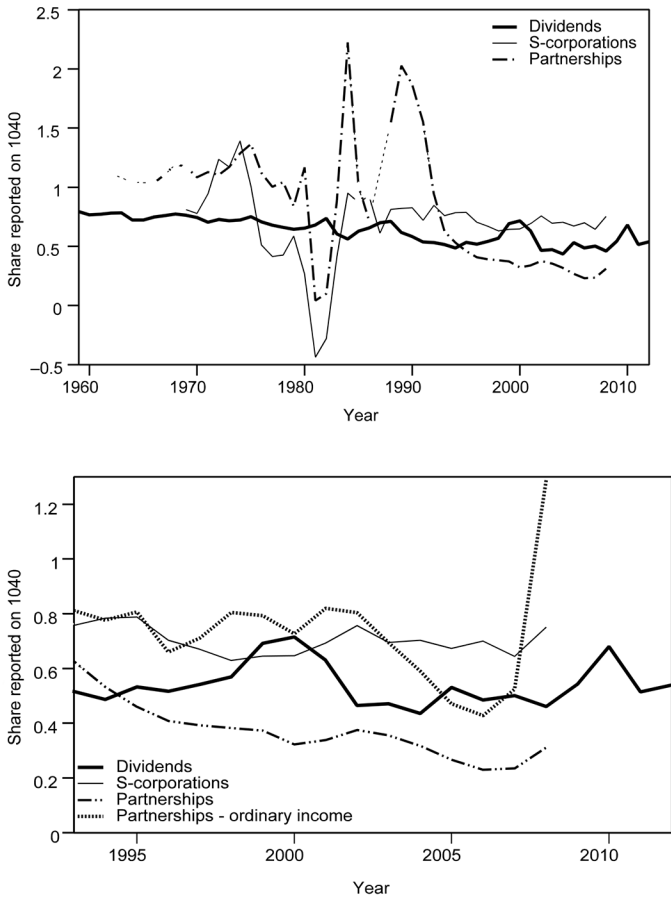 2.5
2
1.5
1
0.5
0
–0.5
Share reported on 1040
Dividends
S-corporations
Partnerships
1960 1970 1980 1990 2000 2010
Year
1.2
1
0.8
0.6
0.4
0.2
0
Share reported on 1040
Dividends
S-corporations
Partnerships
Partnerships - ordinary income
1995 2000 2005 2010
Year